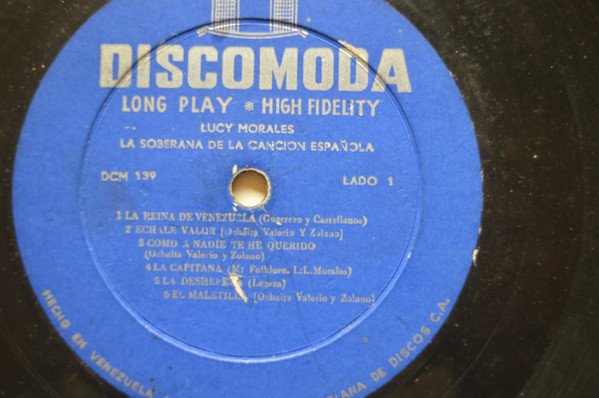 DISCOMODA
LONG PLAY * HIGH FIDELITY
LUCY MORALES
LA SOBERANA DE LA CANCION ESPAÑOLA
DCM 139
LADO 1
1 LA REINA DE VENEZUELA (Guerrero y Castellanos)
2 ECHALE VALOR [Ochaita Valerio Y Zolano]
3 COMO A NADIE TE HE QUERIDO
(Ochaita Valerio y Zolano)
4 LA CAPITANA (Mt Folklore. L.L.Morales)
5 LA
6 EL MALETILLA [Ochaita Valerio y Zolano)
HECHO EN VENEZUELA
DE DISCOS C.A.